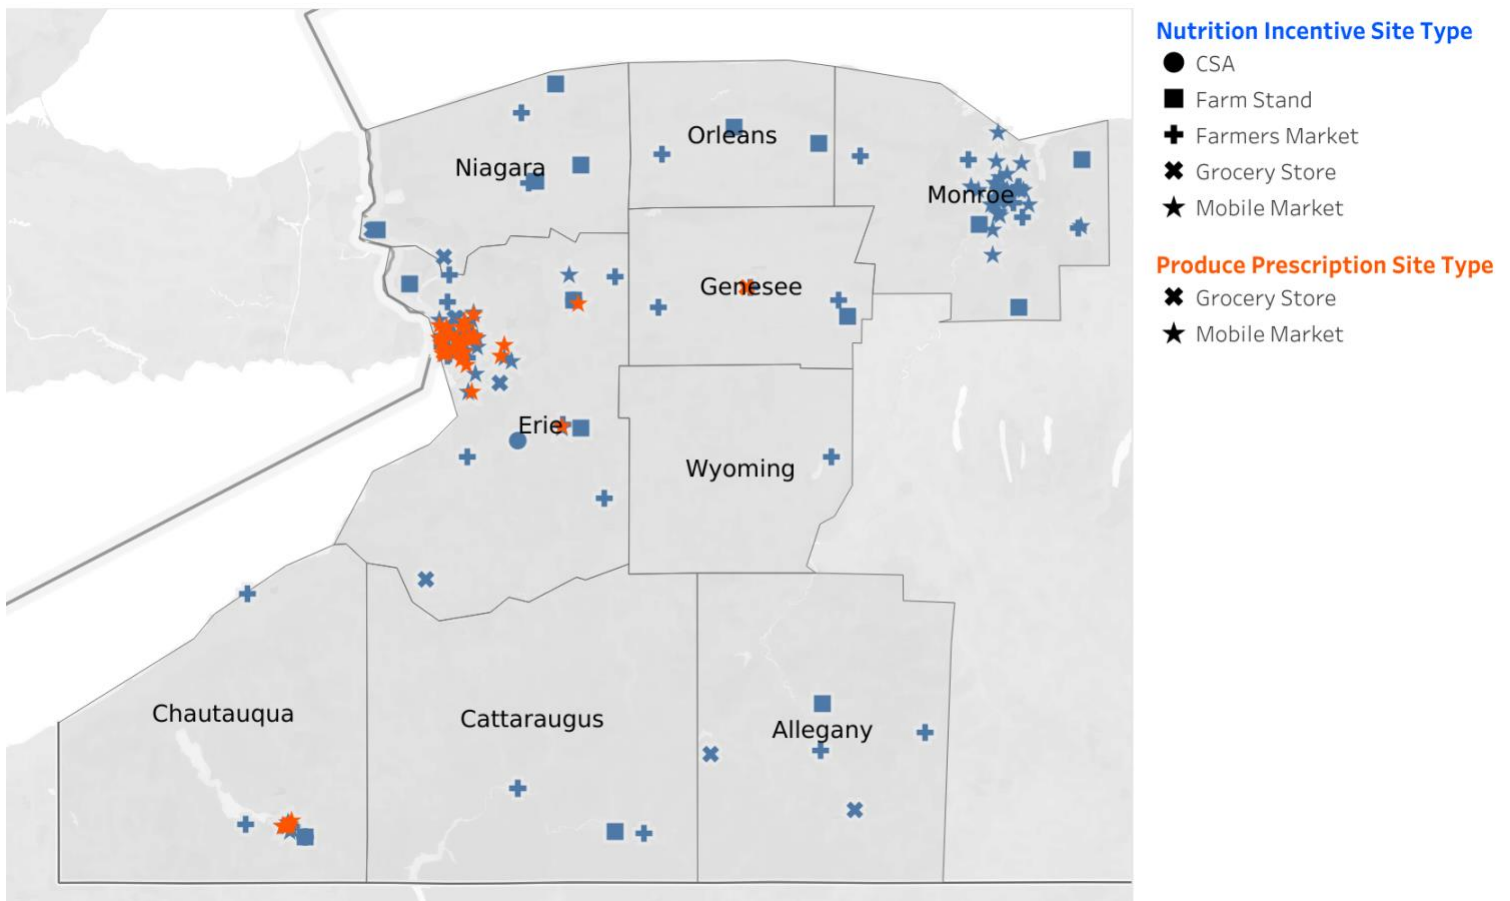 Nutrition Incentive Site Type
CSA
Farm Stand
Farmers Market
Grocery Store
Mobile Market
Produce Prescription Site Type
Grocery Store
Mobile Market
Orleans
Niagara
Monroe
Genesee
Erie
Wyoming
Chautauqua
Cattaraugus
Allegany